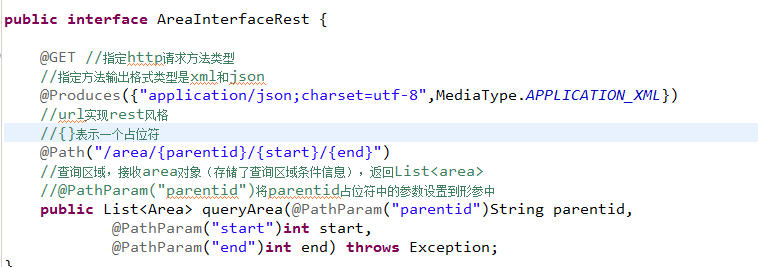 public interface AreaInterfaceRest {
@GET //指定http请求方法类型
//指定方法输出格式类型是xml和json
@Produces({"application/json;charset=utf-8",MediaType.APPLICATION_XML})
//url实现rest风格
//{}表示一个占位符
@Path("/area/{parentid}/{start}/{end}")
//查询区域，接收area对象（存储了查询区域条件信息），返回List<area>
//@PathParam("parentid")将parentid占位符中的参数设置到形参中
public List<Area> queryArea(@PathParam("parentid")String parentid,
@PathParam("start")int start,
@PathParam("end")int end) throws Exception;
}